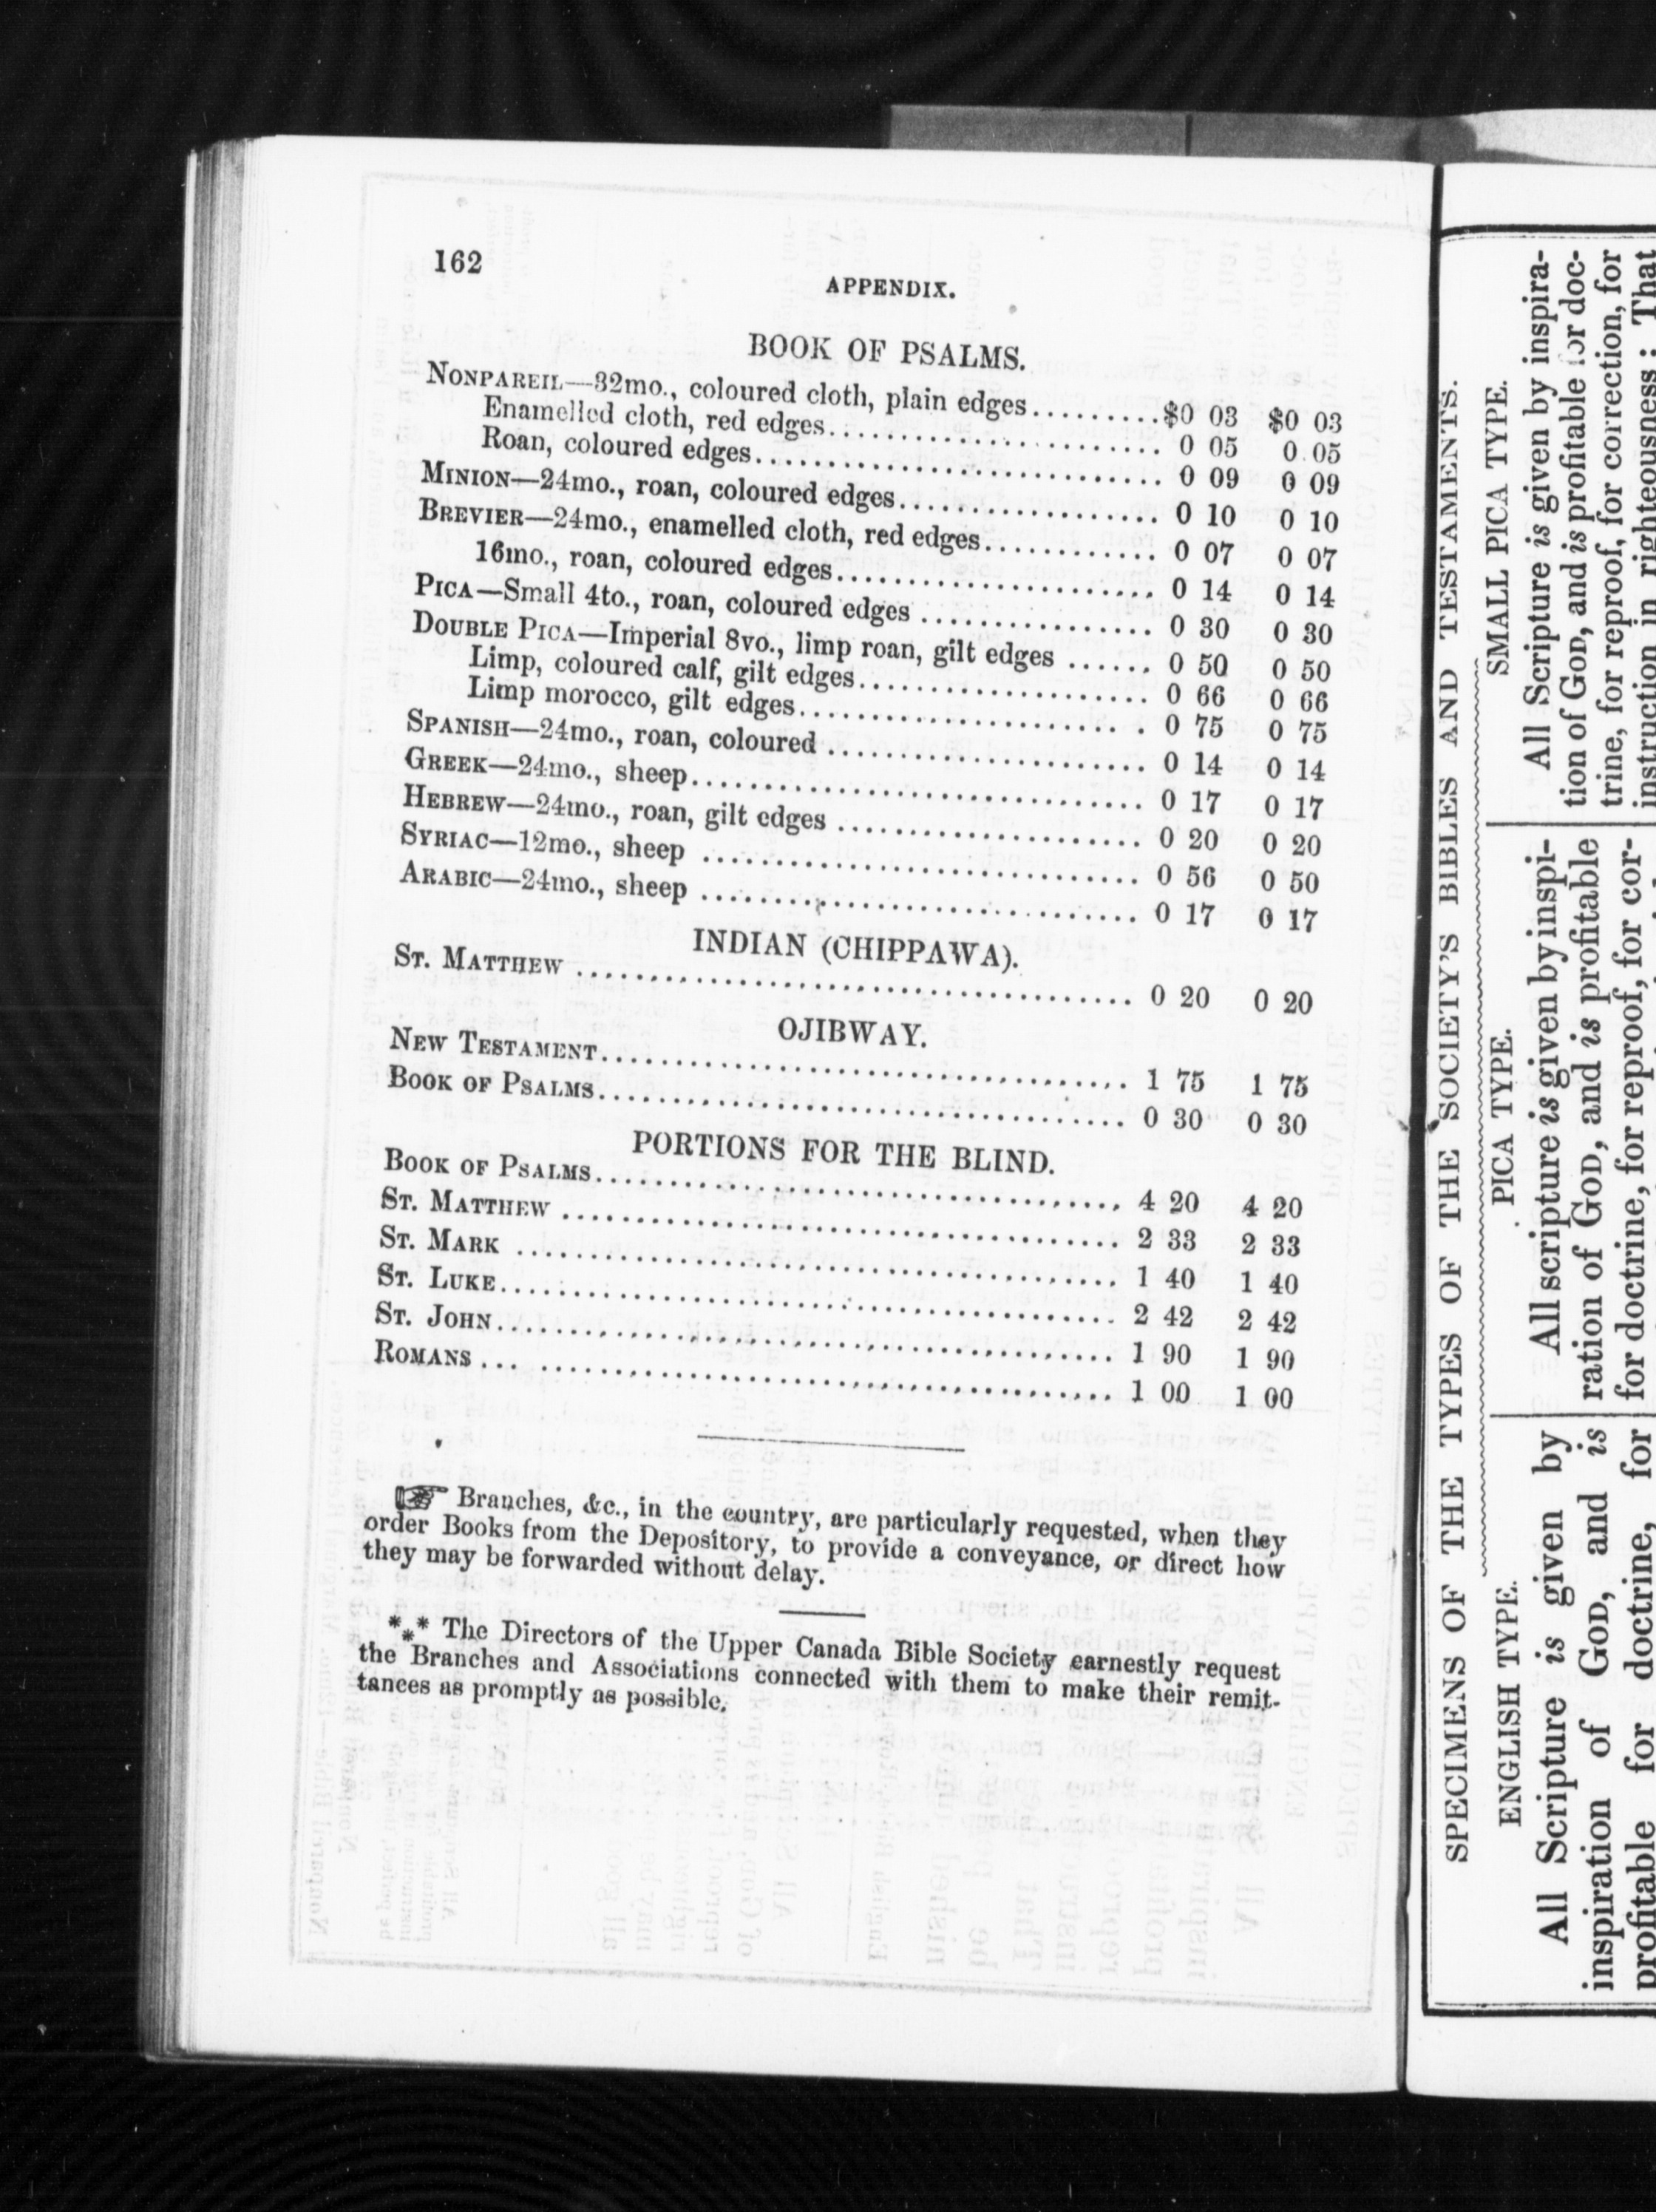 162
APPENDIX.
BOOK OF PSALMS.
NONPAREIL—32mo., coloured cloth, plain edges..........$0 03 $0 03
Enamelled cloth, red edges.............................. 0 05 0 05
Roan, coloured edges.................................... 0 09 0 09
MINION—24mo., roan, coloured edges.................... 0 10 0 10
BREVIER—24mo., enamelled cloth, red edges............. 0 07 0 07
16mo., roan, coloured edges............................. 0 14 0 14
PICA—Small 4to., roan, coloured edges ................. 0 30 0 30
DOUBLE PICA—Imperial 8vo., limp roan, gilt edges ...... 0 50 0 50
Limp, coloured calf, gilt edges......................... 0 66 0 66
Limp morocco, gilt edges............................... 0 75 0 75
SPANISH—24mo., roan, coloured ......................... 0 14 0 14
GREEK—24mo., sheep.................................... 0 17 0 17
HEBREW—24mo., roan, gilt edges ........................ 0 20 0 20
SYRIAC—12mo., sheep ................................... 0 56 0 50
ARABIC—24mo., sheep ................................... 0 17 0 17
INDIAN (CHIPPAWA).
ST. MATTHEW ........................................... 0 20 0 20
OJIBWAY.
NEW TESTAMENT......................................... 1 75 1 75
BOOK OF PSALMS........................................ 0 30 0 30
PORTIONS FOR THE BLIND.
BOOK OF PSALMS........................................ 4 20 4 20
ST. MATTHEW .......................................... 2 33 2 33
ST. MARK ............................................. 1 40 1 40
ST. LUKE.............................................. 2 42 2 42
ST. JOHN.............................................. 1 90 1 90
ROMANS... ............................................ 1 00 1 00
☞ Branches, &c., in the country, are particularly requested, when they
order Books from the Depository, to provide a conveyance, or direct how
they may be forwarded without delay.
*** The Directors of the Upper Canada Bible Society earnestly request
the Branches and Associations connected with them to make their remit-
tances as promptly as possible.
SPECIMENS OF THE TYPES OF THE SOCIETY'S BIBLES AND TESTAMENTS.
ENGLISH TYPE.
All Scripture is given by
inspiration of GOD, and is
profitable for doctrine, for
PICA TYPE.
All scripture is given by inspi-
ration of GOD, and is profitable
for doctrine, for reproof, for cor-
SMALL PICA TYPE.
All Scripture is given by inspira-
tion of GOD, and is profitable for doc-
trine, for reproof, for correction, for
instruction in righteousness: That